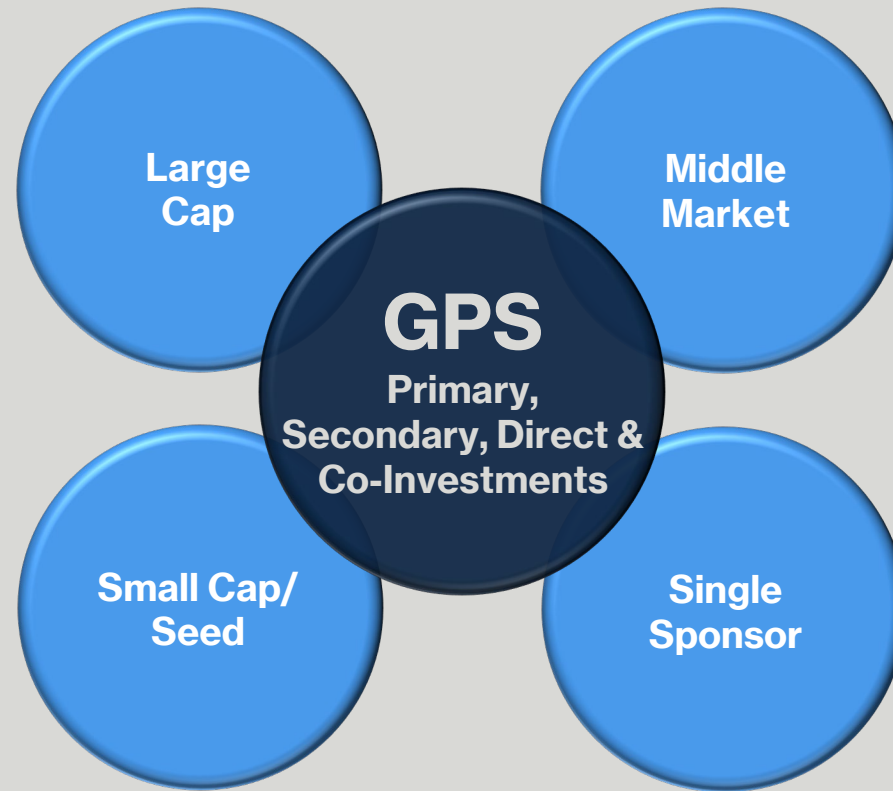 Large
Cap
Middle
Market
GPS
Primary,
Secondary, Direct &
Co-Investments
Small Cap/
Seed
Single
Sponsor